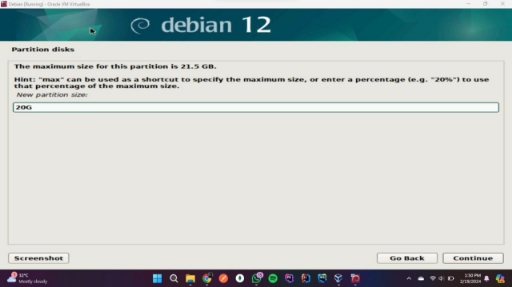 Debian [Running] - Oracle VM VirtualBox
debian 12
Partition disks
The maximum size for this partition is 21.5 GB.
Hint: "max" can be used as a shortcut to specify the maximum size, or enter a percentage (e.g. "20%") to use
that percentage of the maximum size.
New partition size:
20G
Screenshot
Go Back
Continue
32°C
Mostly cloudy
1:30 PM
2/18/2024